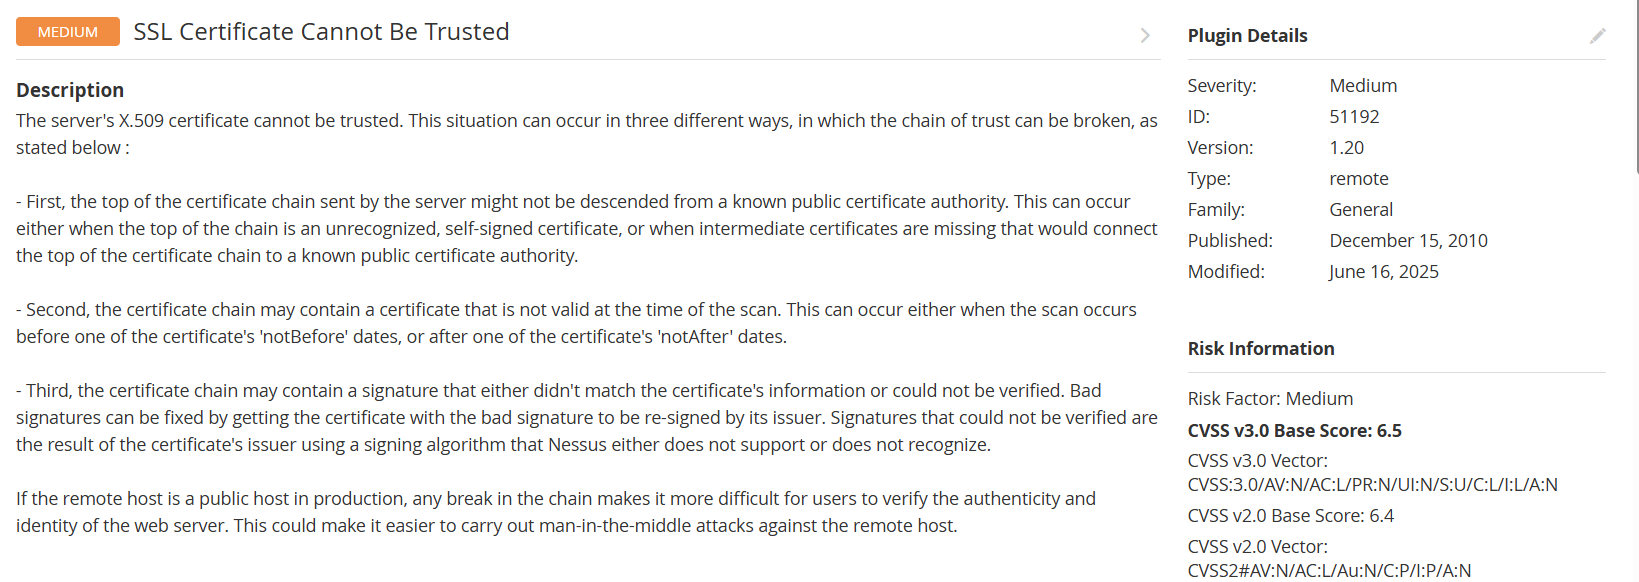 MEDIUM
SSL Certificate Cannot Be Trusted
Description
The server's X.509 certificate cannot be trusted. This situation can occur in three different ways, in which the chain of trust can be broken, as
stated below :
- First, the top of the certificate chain sent by the server might not be descended from a known public certificate authority. This can occur
either when the top of the chain is an unrecognized, self-signed certificate, or when intermediate certificates are missing that would connect
the top of the certificate chain to a known public certificate authority.
- Second, the certificate chain may contain a certificate that is not valid at the time of the scan. This can occur either when the scan occurs
before one of the certificate's 'notBefore' dates, or after one of the certificate's 'notAfter' dates.
- Third, the certificate chain may contain a signature that either didn't match the certificate's information or could not be verified. Bad
signatures can be fixed by getting the certificate with the bad signature to be re-signed by its issuer. Signatures that could not be verified are
the result of the certificate's issuer using a signing algorithm that Nessus either does not support or does not recognize.
If the remote host is a public host in production, any break in the chain makes it more difficult for users to verify the authenticity and
identity of the web server. This could make it easier to carry out man-in-the-middle attacks against the remote host.
Plugin Details
Severity: Medium
ID: 51192
Version: 1.20
Type: remote
Family: General
Published: December 15, 2010
Modified: June 16, 2025
Risk Information
Risk Factor: Medium
CVSS v3.0 Base Score: 6.5
CVSS v3.0 Vector:
CVSS:3.0/AV:N/AC:L/PR:N/UI:N/S:U/C:L/I:L/A:N
CVSS v2.0 Base Score: 6.4
CVSS v2.0 Vector:
CVSS2#AV:N/AC:L/Au:N/C:P/I:P/A:N